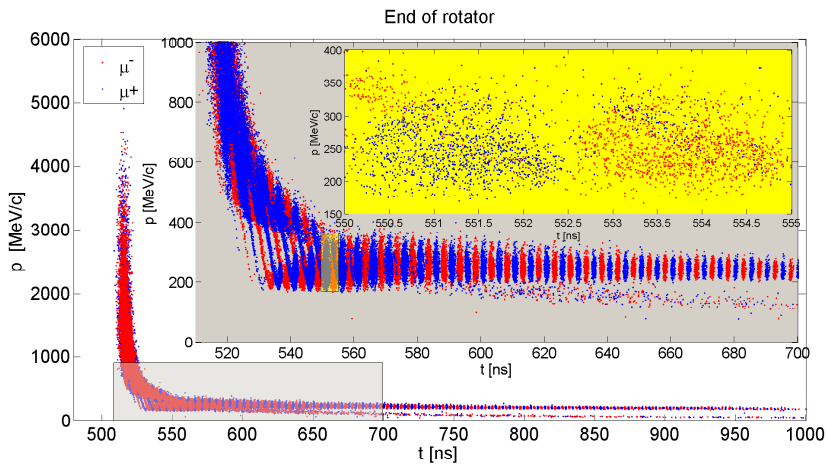 End of rotator
6000
5000
4000
3000
2000
1000
0
p [MeV/c]
μ-
μ+
1000
800
600
400
200
0
p [MeV/c]
400
350
300
250
200
150
p [MeV/c]
550 550.5 551 551.5 552 552.5 553 553.5 554 554.5 555
t [ns]
520 540 560 580 600 620 640 660 680 700
t [ns]
500 550 600 650 700 750 800 850 900 950 1000
t [ns]